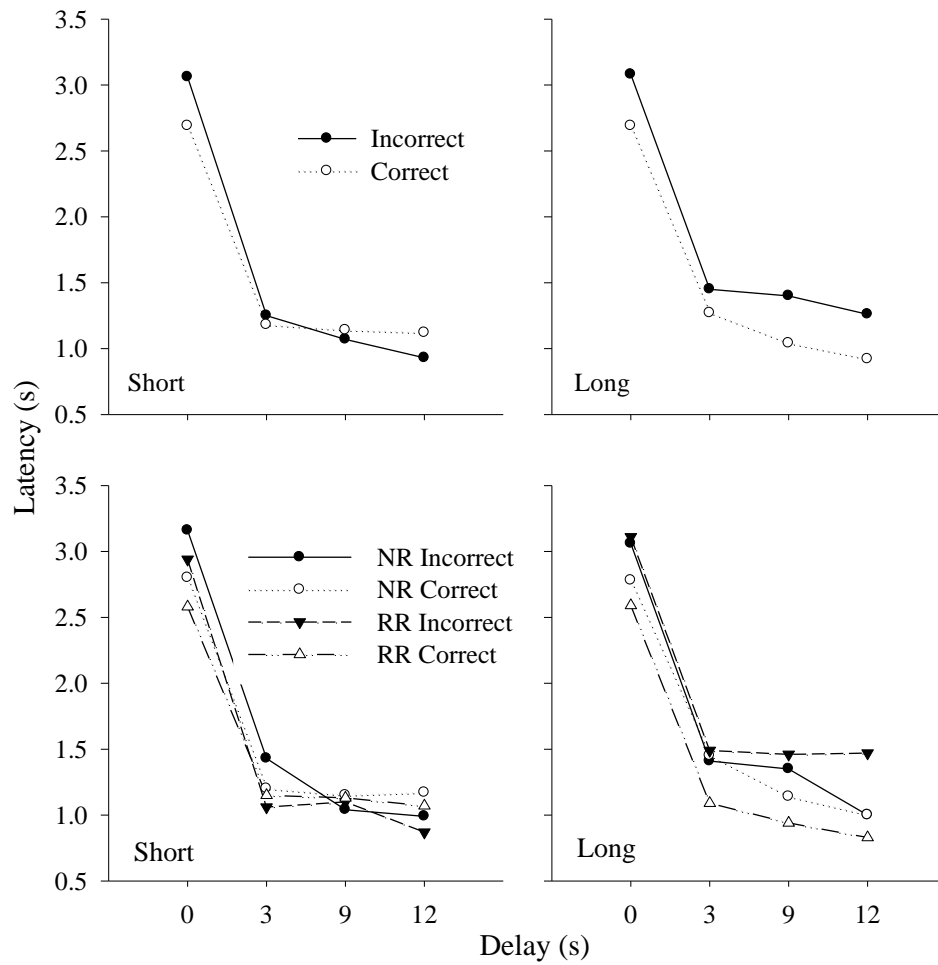 3.5
3.0
2.5
2.0
1.5
1.0
0.5
Incorrect
Correct
Short
Long
Latency (s)
3.5
3.0
2.5
2.0
1.5
1.0
0.5
NR Incorrect
NR Correct
RR Incorrect
RR Correct
Short
Long
0 3 9 12
0 3 9 12
Delay (s)